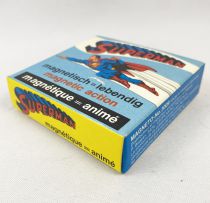 SUPERMAN
magnetisch = lebendig
magnetic action
magnétique = animé
SUPERMAN
magnétique = animé